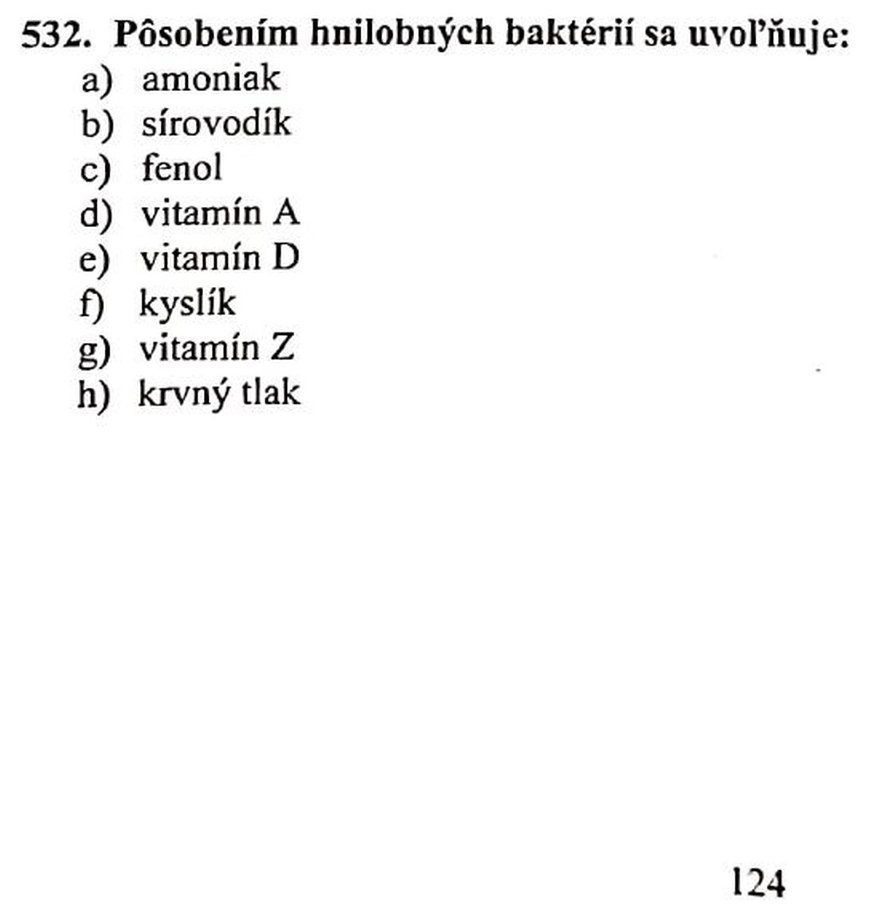 532. Pôsobením hnilobných baktérií sa uvoľňuje:
a) amoniak
b) sírovodík
c) fenol
d) vitamín A
e) vitamín D
f) kyslík
g) vitamín Z
h) krvný tlak
124